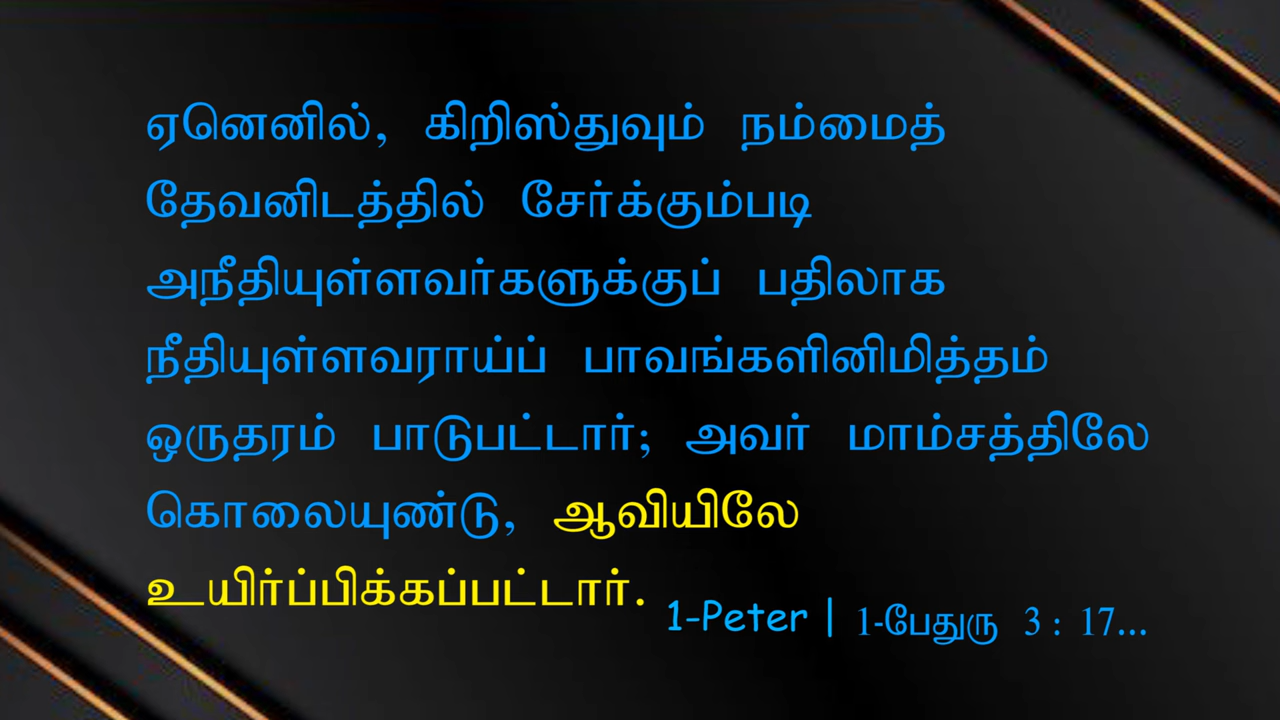 ஏனெனில், கிறிஸ்துவும் நம்மைத்
தேவனிடத்தில் சேர்க்கும்படி
அநீதியுள்ளவர்களுக்குப் பதிலாக
நீதியுள்ளவராய்ப் பாவங்களினிமித்தம்
ஒருதரம் பாடுபட்டார்; அவர் மாம்சத்திலே
கொலையுண்டு, ஆவியிலே
உயிர்ப்பிக்கப்பட்டார்.
1-Peter | 1-பேதுரு 3 : 17...